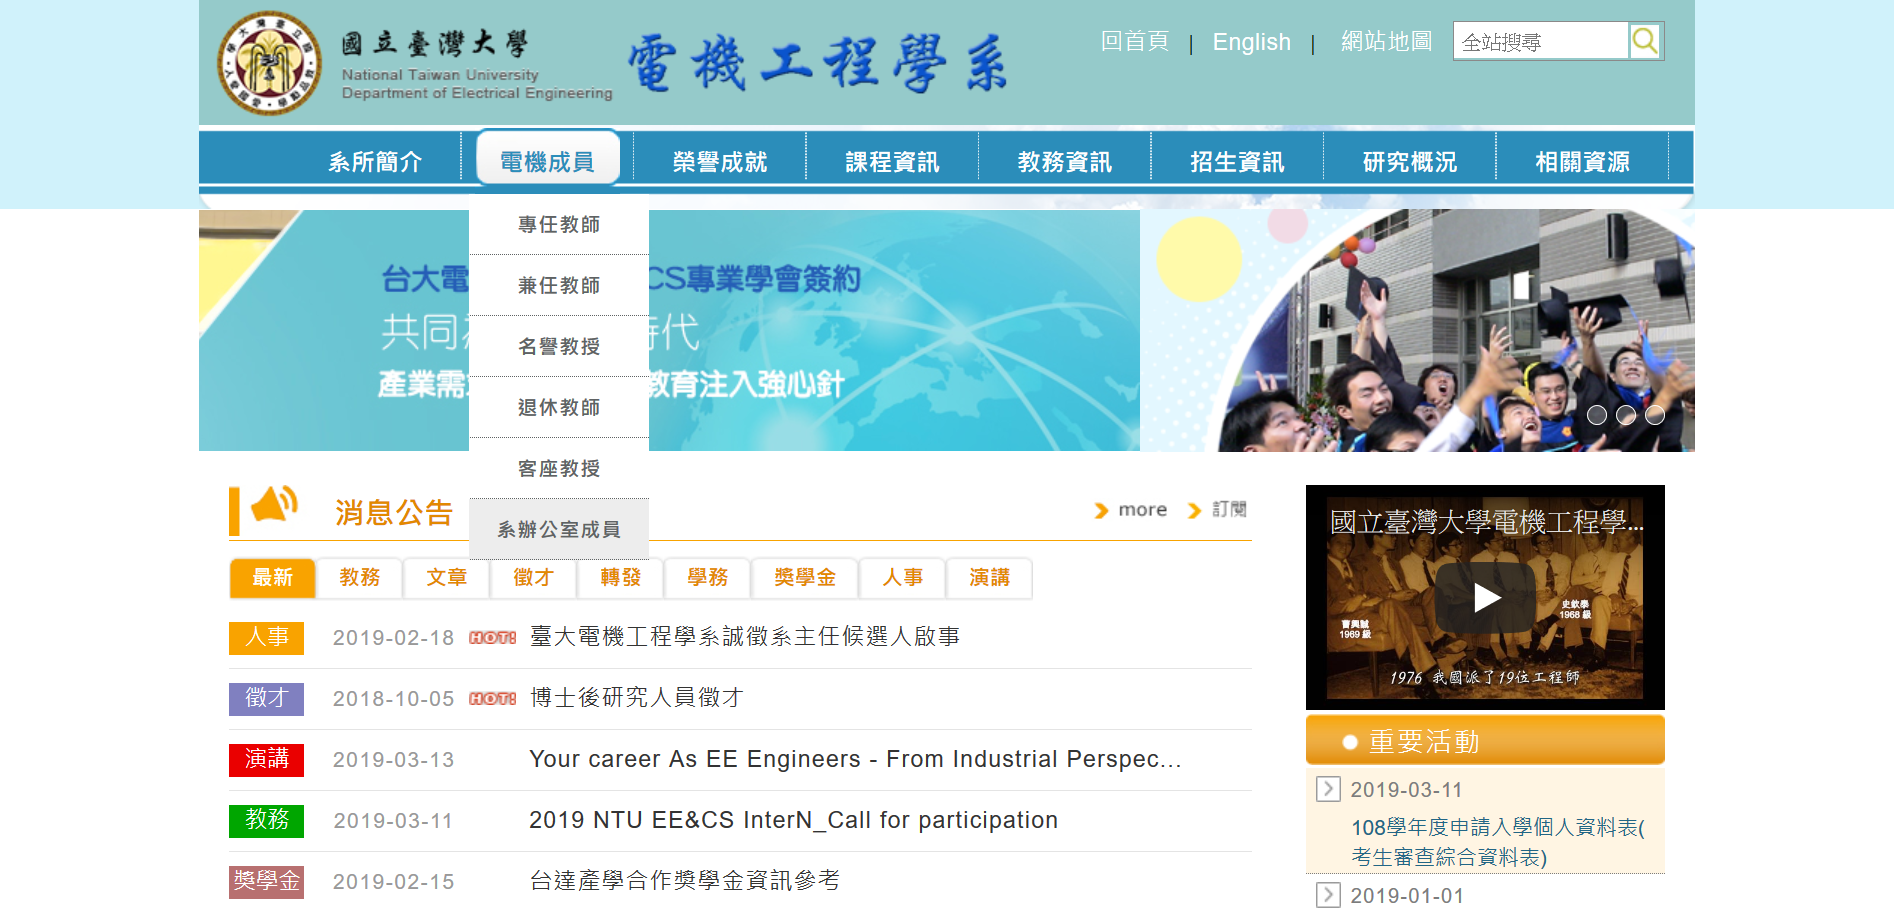 國立臺灣大學
National Taiwan University
Department of Electrical Engineering
電機工程學系
回首頁 | English | 網站地圖
全站搜尋
系所簡介 電機成員 榮譽成就 課程資訊 教務資訊 招生資訊 研究概況 相關資源
專任教師
兼任教師
名譽教授
退休教師
客座教授
系辦公室成員
台大電 CS專業學會簽約
共同 時代
產業需 教育注入強心針
消息公告
more 訂閱
最新 教務 文章 徵才 轉發 學務 獎學金 人事 演講
人事 2019-02-18 HOT! 臺大電機工程學系誠徵系主任候選人啟事
徵才 2018-10-05 HOT! 博士後研究人員徵才
演講 2019-03-13 Your career As EE Engineers - From Industrial Perspec...
教務 2019-03-11 2019 NTU EE&CS InterN_Call for participation
獎學金 2019-02-15 台達產學合作獎學金資訊參考
國立臺灣大學電機工程學...
史欽泰
1968 級
1969 級
1976 我國派了19位工程師
重要活動
2019-03-11
108學年度申請入學個人資料表(
考生審查綜合資料表)
2019-01-01